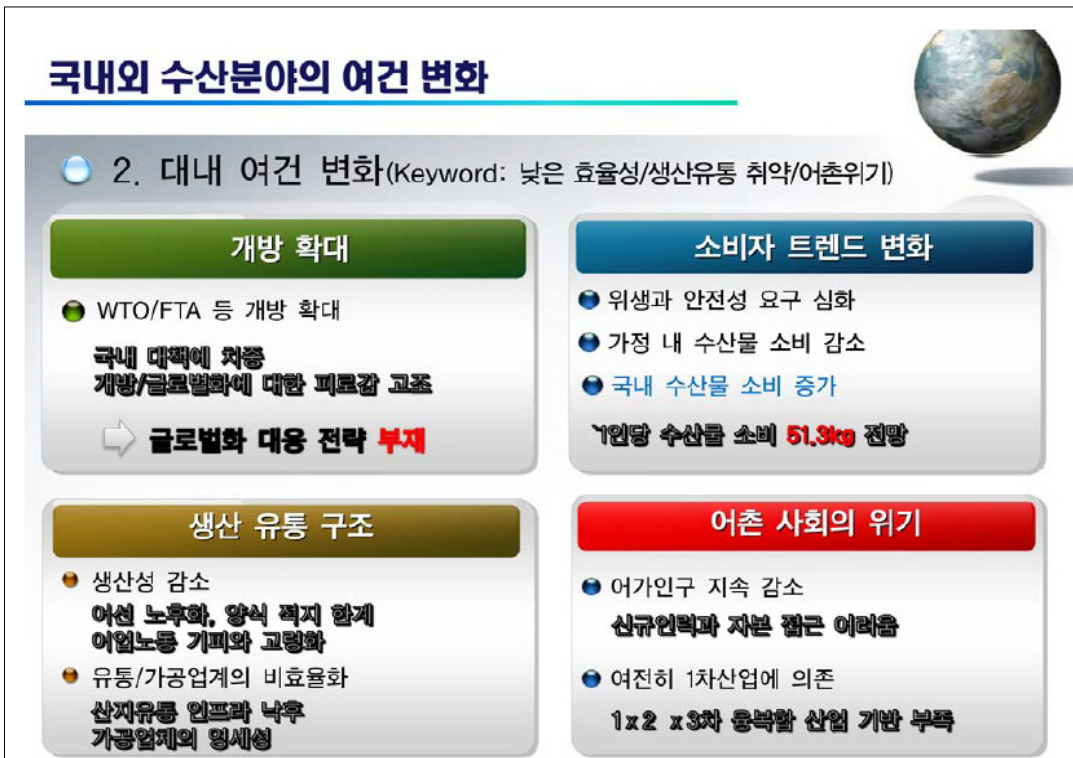 국내외 수산분야의 여건 변화
2. 대내 여건 변화(Keyword: 낮은 효율성/생산유통 취약/어촌위기)
개방 확대
WTO/FTA 등 개방 확대
국내 대책에 치중
개방/글로벌화에 대한 피로감 고조
글로벌화 대응 전략 부재
소비자 트렌드 변화
위생과 안전성 요구 심화
가정 내 수산물 소비 감소
국내 수산물 소비 증가
1인당 수산물 소비 51.3kg 전망
생산 유통 구조
생산성 감소
어선 노후화, 양식 적지 한계
어업노동 기피와 고령화
유통/가공업계의 비효율화
산지유통 인프라 낙후
가공업체의 영세성
어촌 사회의 위기
어가인구 지속 감소
신규인력과 자본 접근 어려움
여전히 1차산업에 의존
1x2 x3차 융복합 산업 기반 부족